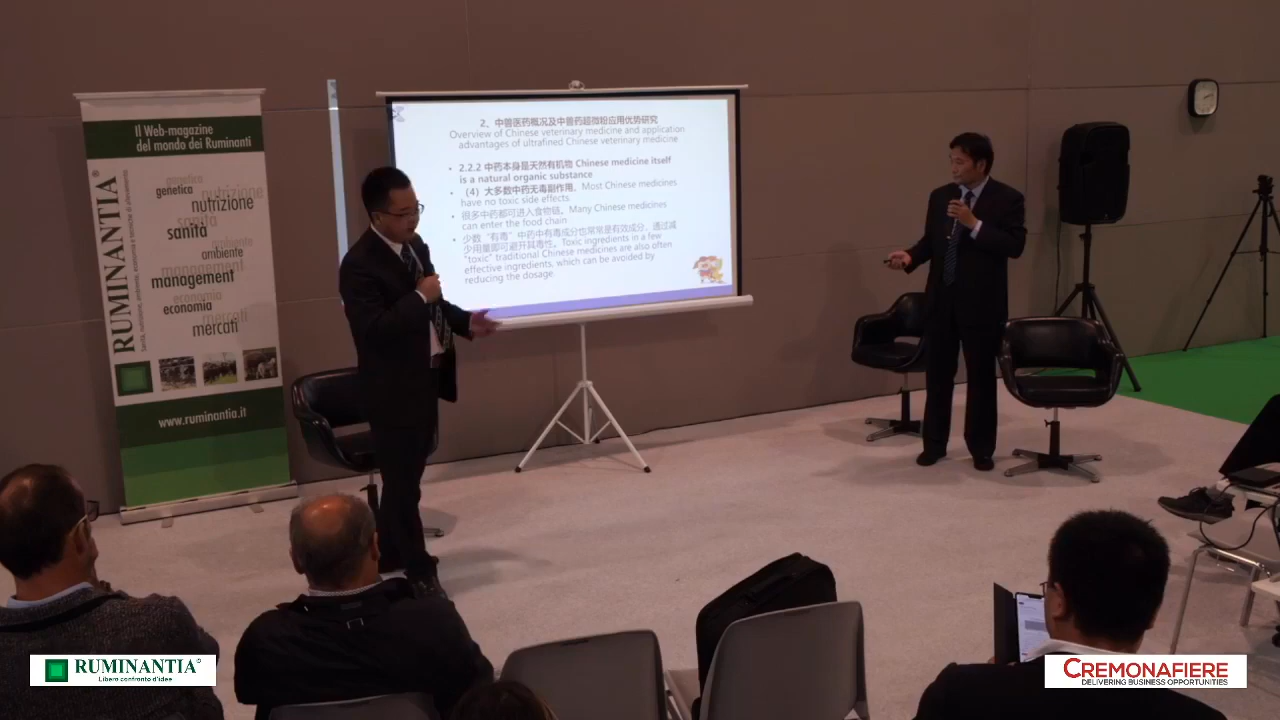 Il Web-magazine
del mondo dei Ruminanti
RUMINANTIA®
genetica
genetica
nutrizione
nutrizione
sanità
sanità
ambiente
ambiente
management
management
economia
economia
mercati
mercati
www.ruminantia.it
2、中兽医药概况及中兽药超微粉应用优势研究
Overview of Chinese veterinary medicine and application
advantages of ultrafined Chinese veterinary medicine
• 2.2.2 中药本身是天然有机物 Chinese medicine itself
is a natural organic substance
• （4）大多数中药无毒副作用．Most Chinese medicines
have no toxic side effects.
• 很多中药都可进入食物链。Many Chinese medicines
can enter the food chain
• 少数“有毒”中药中有毒成分也常常是有效成分，通过减
少用量即可避开其毒性。Toxic ingredients in a few
"toxic" traditional Chinese medicines are also often
effective ingredients, which can be avoided by
reducing the dosage.
RUMINANTIA®
Libero confronto d'idee
CREMONAFIERE
DELIVERING BUSINESS OPPORTUNITIES